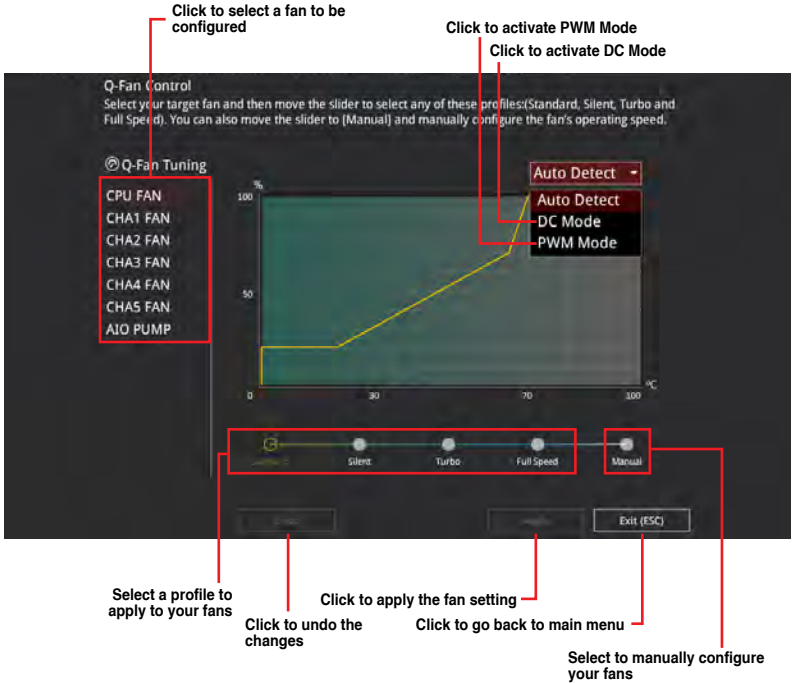 Click to select a fan to be
configured
Click to activate PWM Mode
Click to activate DC Mode
Q-Fan Control
Select your target fan and then move the slider to select any of these profiles:(Standard, Silent, Turbo and
Full Speed). You can also move the slider to [Manual] and manually configure the fan's operating speed.
Q-Fan Tuning
Auto Detect
CPU FAN
CHA1 FAN
CHA2 FAN
CHA3 FAN
CHA4 FAN
CHA5 FAN
AIO PUMP
%
100
50
0
30
70
100
°C
Auto Detect
DC Mode
PWM Mode
Silent
Turbo
Full Speed
Manual
Exit (ESC)
Select a profile to
apply to your fans
Click to undo the
changes
Click to apply the fan setting
Click to go back to main menu
Select to manually configure
your fans